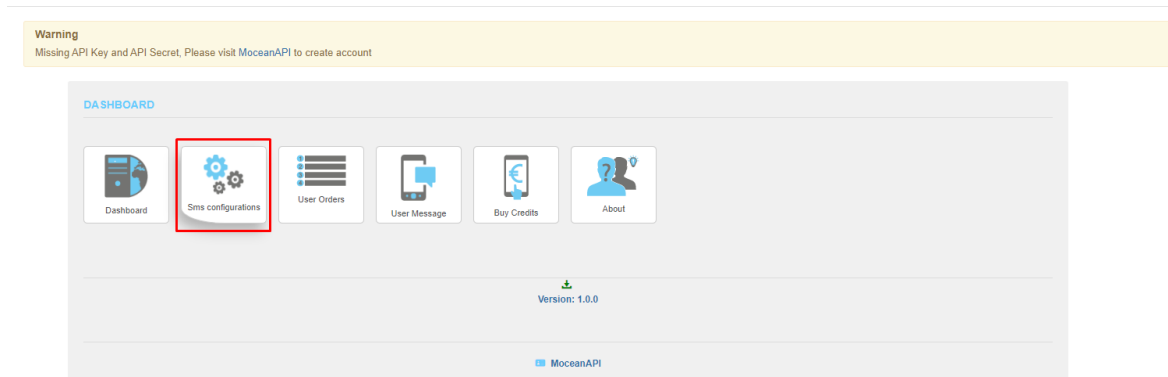 Warning
Missing API Key and API Secret, Please visit MoceanAPI to create account
DASHBOARD
Dashboard
Sms configurations
User Orders
User Message
Buy Credits
About
Version: 1.0.0
MoceanAPI